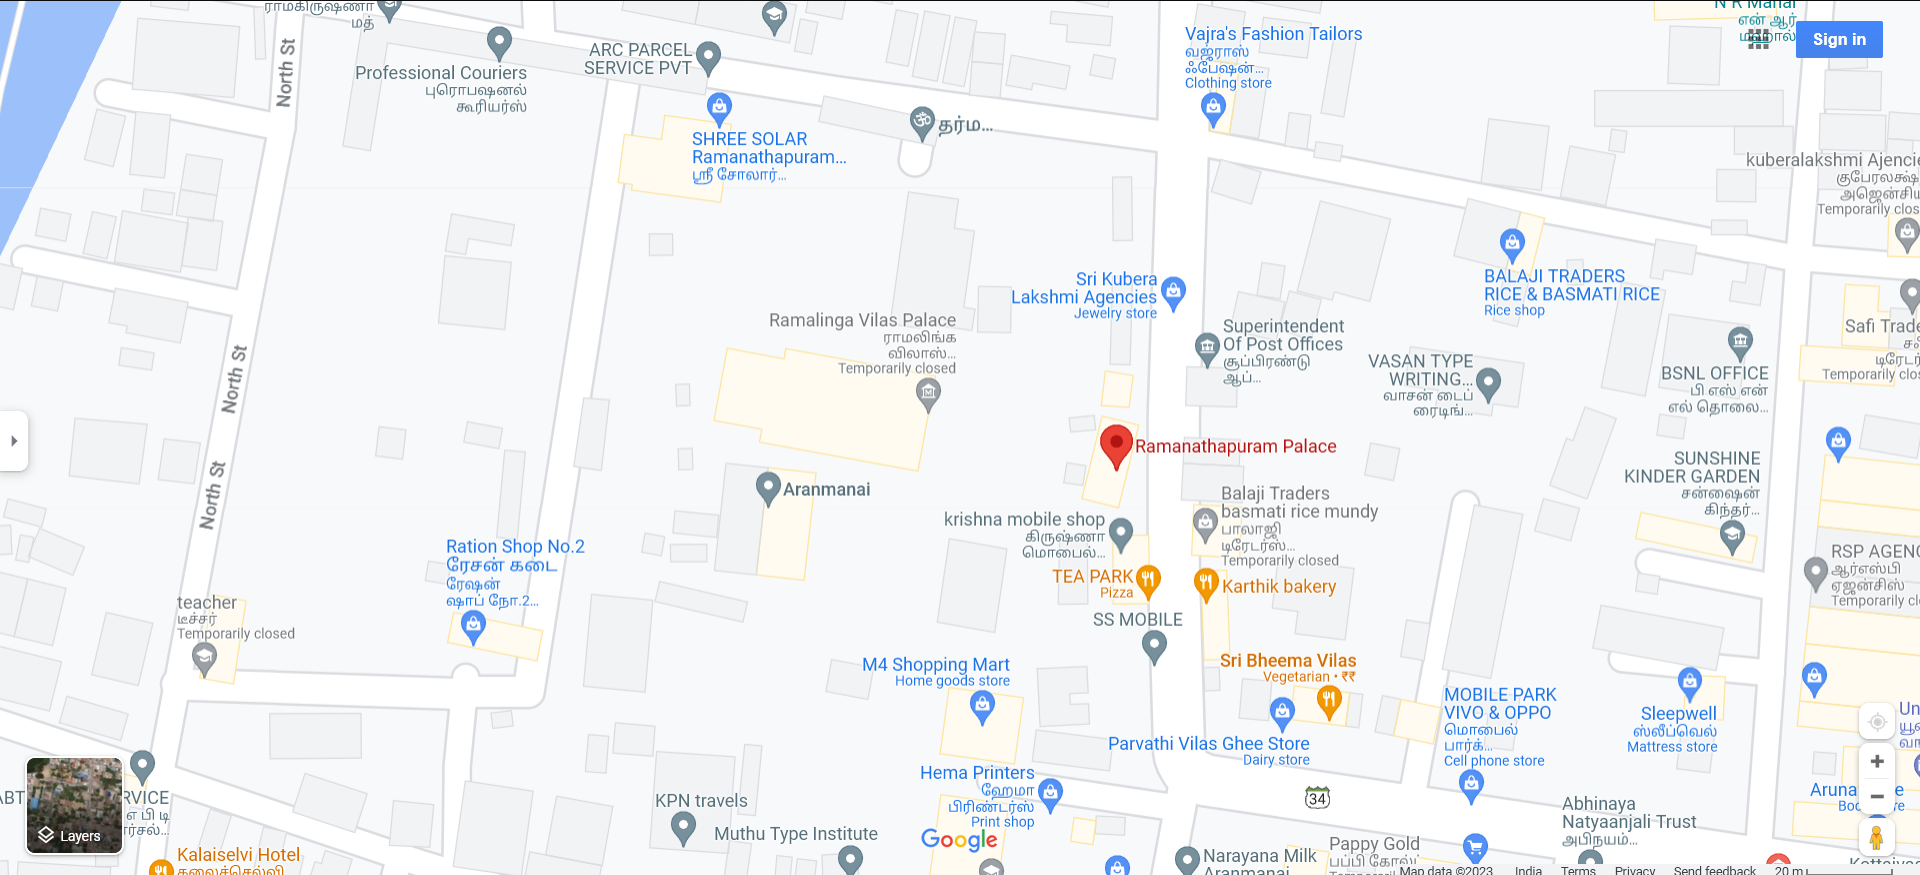 ராமகிருஷ்ணா
மத்
North St
Professional Couriers
புரொபஷனல்
கூரியர்ஸ்
ARC PARCEL
SERVICE PVT
SHREE SOLAR
Ramanathapuram...
ஸ்ரீ சோலார்...
தர்ம...
Vajra's Fashion Tailors
வஜ்ராஸ்
ஃபேஷன்...
Clothing store
N R Mahal
என் ஆர்
மஹால்
Sign in
kuberalakshmi Ajencie
குபேரலக்ஷ்
அஜென்சிய
Temporarily clos
BALAJI TRADERS
RICE & BASMATI RICE
Rice shop
Sri Kubera
Lakshmi Agencies
Jewelry store
Ramalinga Vilas Palace
ராமலிங்க
விலாஸ்...
Temporarily closed
Superintendent
Of Post Offices
சூப்பிரண்டு
ஆப்...
VASAN TYPE
WRITING...
வாசன் டைப்
ரைடிங்...
BSNL OFFICE
பி எஸ் என்
எல் தொலை...
Safi Trade
டிரேடர்
Temporarily clos
North St
North St
Ramanathapuram Palace
Aranmanai
SUNSHINE
KINDER GARDEN
சன்ஷைன்
கிந்தர்...
Balaji Traders
basmati rice mundy
பாலாஜி
டிரேடர்ஸ்...
Temporarily closed
krishna mobile shop
கிருஷ்ணா
மொபைல்...
TEA PARK
Pizza
Karthik bakery
RSP AGENC
ஆர்எஸ்பி
ஏஜன்சிஸ்
Temporarily cl
Ration Shop No.2
ரேசன் கடை
ரேஷன்
ஷாப் நோ.2...
teacher
டீச்சர்
Temporarily closed
SS MOBILE
M4 Shopping Mart
Home goods store
Sri Bheema Vilas
Vegetarian • ₹₹
MOBILE PARK
VIVO & OPPO
மொபைல்
பார்க்...
Cell phone store
Sleepwell
ஸ்லீப்வெல்
Mattress store
Un
Parvathi Vilas Ghee Store
Dairy store
Hema Printers
ஹேமா
பிரிண்டர்ஸ்
Print shop
34
ABT
RVICE
எ பி டி
ர்சல்...
Layers
KPN travels
Muthu Type Institute
Google
Abhinaya
Natyaanjali Trust
அபிநயம்...
Kalaiselvi Hotel
கலைச்செல்வி
Narayana Milk
Aranmanai
Pappy Gold
பப்பி கோல்ட்
Map data ©2023
India
Terms
Privacy
Send feedback
20 m